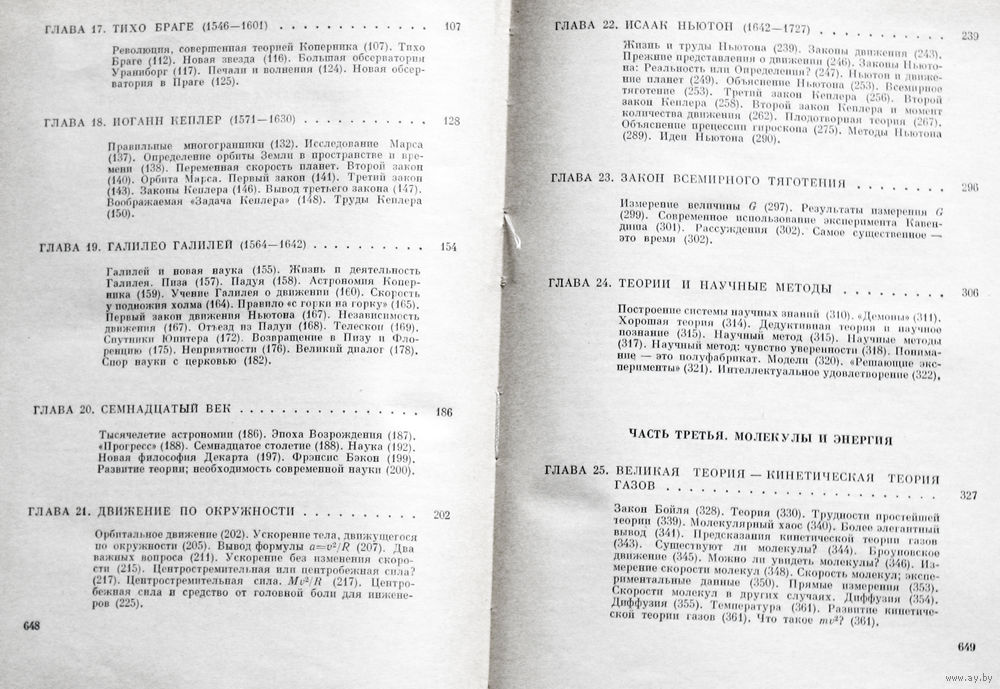 ГЛАВА 17. ТИХО БРАГЕ (1546—1601) . . . . . . . . . . . . 107
Революция, совершенная теорией Коперника (107). Тихо
Браге (112). Новая звезда (116). Большая обсерватория
Ураниборг (117). Печали и волнения (124). Новая обсер-
ватория в Праге (125).
ГЛАВА 18. ИОГАНН КЕПЛЕР (1571—1630) . . . . . . . . . . . 128
Правильные многогранники (132). Исследование Марса
(137). Определение орбиты Земли в пространстве и вре-
мени (138). Переменная скорость планет. Второй закон
(140). Орбита Марса. Первый закон (141). Третий закон
(143). Законы Кеплера (146). Вывод третьего закона (147).
Воображаемая «Задача Кеплера» (148). Труды Кеплера
(150).
ГЛАВА 19. ГАЛИЛЕО ГАЛИЛЕЙ (1564—1642) . . . . . . . . . . 154
Галилей и новая наука (155). Жизнь и деятельность
Галилея. Пиза (157). Падуя (158). Астрономия Копер-
ника (159). Учение Галилея о движении (160). Скорость
у подножия холма (164). Правило «с горки на горку» (165).
Первый закон движения Ньютона (167). Независимость
движения (167). Отъезд из Падуи (168). Телескоп (169).
Спутники Юпитера (172). Возвращение в Пизу и Фло-
ренцию (175). Неприятности (176). Великий диалог (178).
Спор науки с церковью (182).
ГЛАВА 20. СЕМНАДЦАТЫЙ ВЕК . . . . . . . . . . . . . . . . 186
Тысячелетие астрономии (186). Эпоха Возрождения (187).
«Прогресс» (188). Семнадцатое столетие (188). Наука (192).
Новая философия Декарта (197). Фрэнсис Бэкон (199).
Развитие теории; необходимость современной науки (200).
ГЛАВА 21. ДВИЖЕНИЕ ПО ОКРУЖНОСТИ . . . . . . . . . . . 202
Орбитальное движение (202). Ускорение тела, движущегося
по окружности (205). Вывод формулы a=v²/R (207). Два
важных вопроса (211). Ускорение без изменения скоро-
сти (215). Центростремительная или центробежная сила?
(217). Центростремительная сила. Mv²/R (217). Центро-
бежная сила и средство от головной боли для инжене-
ров (225).
648
ГЛАВА 22. ИСААК НЬЮТОН (1642—1727) . . . . . . . . . . . 239
Жизнь и труды Ньютона (239). Законы движения (243).
Прежние представления о движении (246). Законы Ньюто-
на: Реальность или Определения? (247). Ньютон и движе-
ние планет (249). Объяснение Ньютона (253). Всемирное
тяготение (253). Третий закон Кеплера (256). Второй
закон Кеплера (258). Второй закон Кеплера и момент
количества движения (262). Плодотворная теория (267).
Объяснение прецессии гироскопа (275). Методы Ньютона
(289). Идеи Ньютона (290).
ГЛАВА 23. ЗАКОН ВСЕМИРНОГО ТЯГОТЕНИЯ . . . . . . . . 296
Измерение величины G (297). Результаты измерения G
(299). Современное использование эксперимента Кавен-
диша (301). Рассуждения (302). Самое существенное —
это время (302).
ГЛАВА 24. ТЕОРИИ И НАУЧНЫЕ МЕТОДЫ . . . . . . . . . 306
Построение системы научных знаний (310). «Демоны» (311).
Хорошая теория (314). Дедуктивная теория и научное
познание (315). Научный метод (315). Научные методы
(317). Научный метод: чувство уверенности (318). Понима-
ние — это полуфабрикат. Модели (320). «Решающие экс-
перименты» (321). Интеллектуальное удовлетворение (322).
ЧАСТЬ ТРЕТЬЯ. МОЛЕКУЛЫ И ЭНЕРГИЯ
ГЛАВА 25. ВЕЛИКАЯ ТЕОРИЯ — КИНЕТИЧЕСКАЯ ТЕОРИЯ
ГАЗОВ . . . . . . . . . . . . . . . . . . . . . . . 327
Закон Бойля (328). Теория (330). Трудности простейшей
теории (339). Молекулярный хаос (340). Более элегантный
вывод (341). Предсказания кинетической теории газов
(343). Существуют ли молекулы? (344). Броуновское
движение (345). Можно ли увидеть молекулы? (346). Из-
мерение скорости молекул (348). Скорость молекул; экспе-
риментальные данные (350). Прямые измерения (353).
Скорости молекул в других случаях. Диффузия (354).
Диффузия (355). Температура (361). Развитие кинетиче-
ской теории газов (361). Что такое mv²? (361).
649
www.ay.by